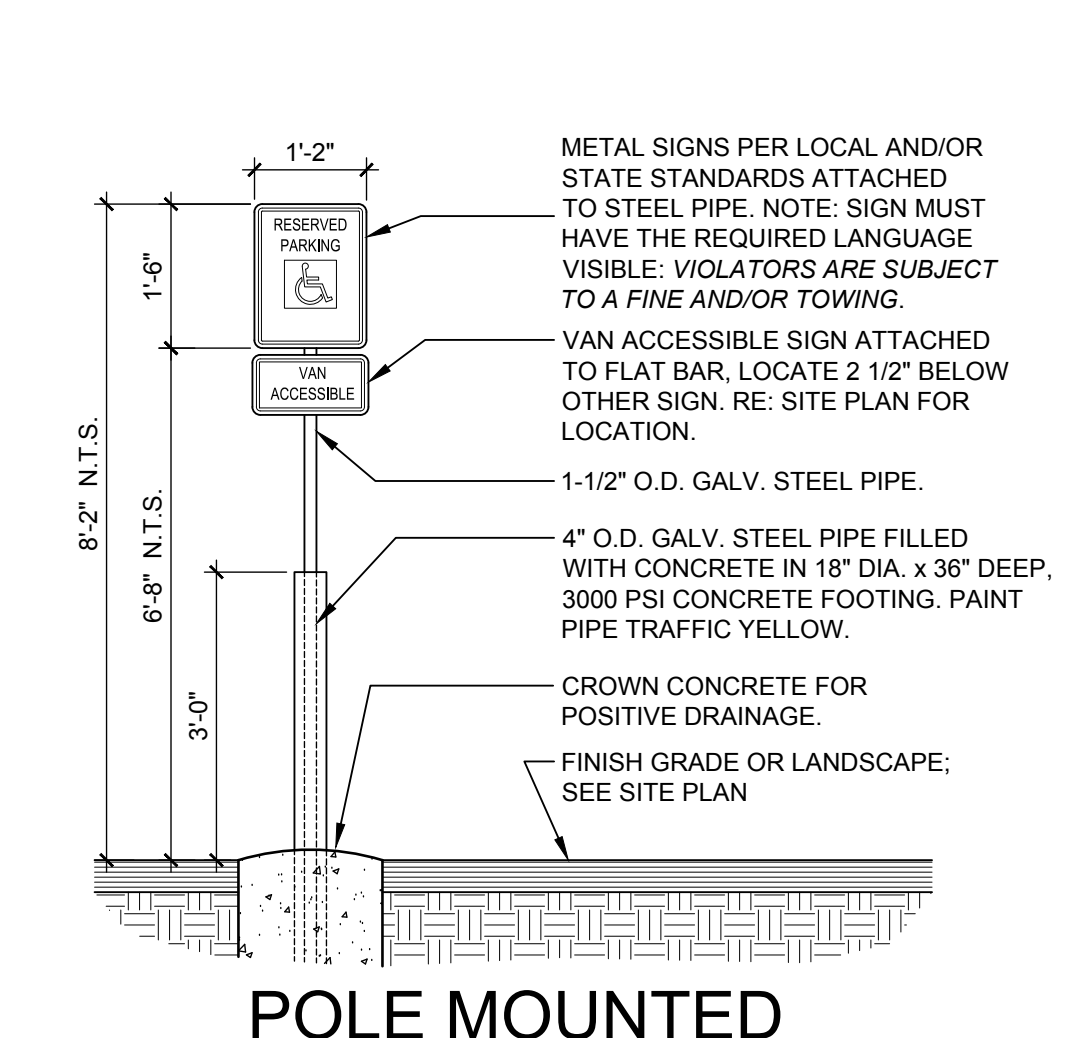 1'-2"
8'-2" N.T.S.
1'-6"
6'-8" N.T.S.
3'-0"
RESERVED
PARKING
VAN
ACCESSIBLE
METAL SIGNS PER LOCAL AND/OR
STATE STANDARDS ATTACHED
TO STEEL PIPE. NOTE: SIGN MUST
HAVE THE REQUIRED LANGUAGE
VISIBLE: VIOLATORS ARE SUBJECT
TO A FINE AND/OR TOWING.
VAN ACCESSIBLE SIGN ATTACHED
TO FLAT BAR, LOCATE 2 1/2" BELOW
OTHER SIGN. RE: SITE PLAN FOR
LOCATION.
1-1/2" O.D. GALV. STEEL PIPE.
4" O.D. GALV. STEEL PIPE FILLED
WITH CONCRETE IN 18" DIA. x 36" DEEP,
3000 PSI CONCRETE FOOTING. PAINT
PIPE TRAFFIC YELLOW.
CROWN CONCRETE FOR
POSITIVE DRAINAGE.
FINISH GRADE OR LANDSCAPE;
SEE SITE PLAN
POLE MOUNTED